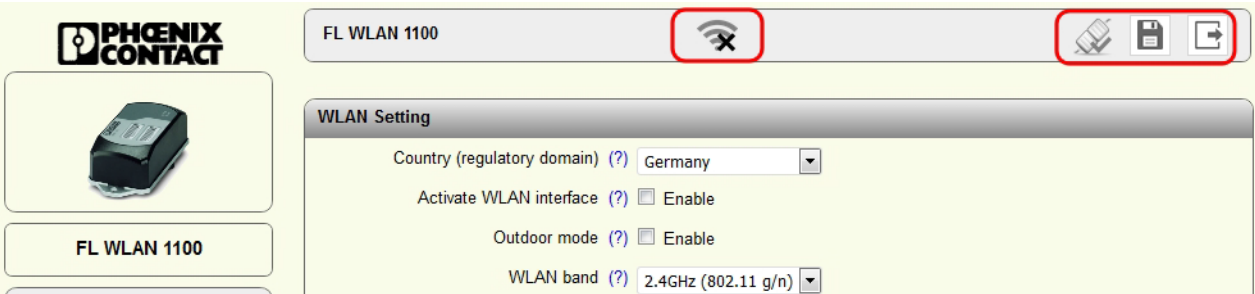 PHŒNIX
CONTACT
FL WLAN 1100
FL WLAN 1100
WLAN Setting
Country (regulatory domain) (?) Germany
Activate WLAN interface (?) Enable
Outdoor mode (?) Enable
WLAN band (?) 2.4GHz (802.11 g/n)